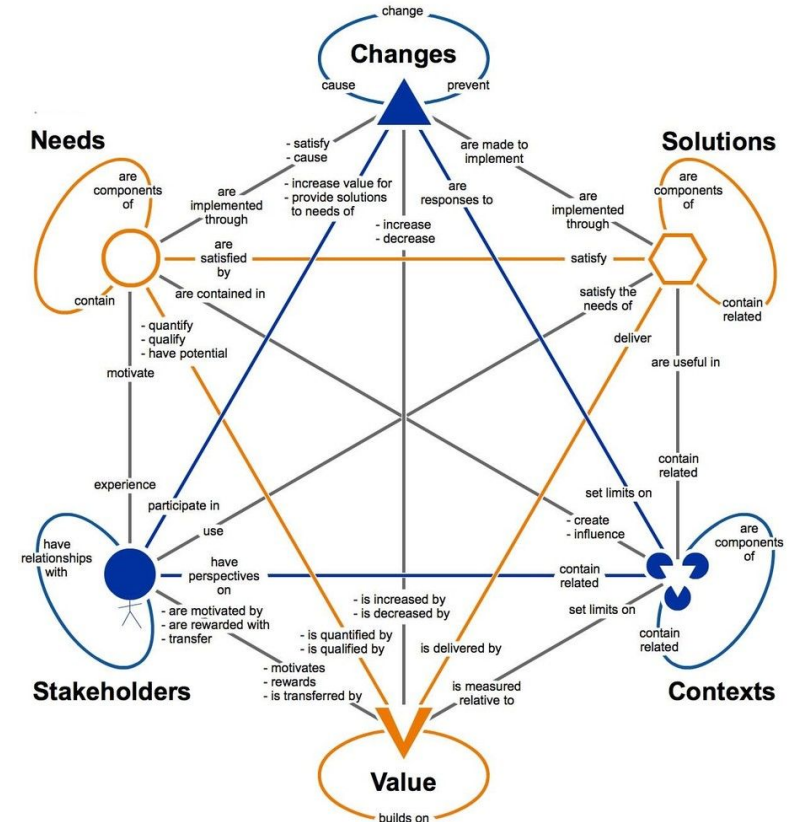 change
Changes
cause
prevent
Needs
Solutions
- satisfy
- cause
are made to
implement
are
components
of
are
implemented
through
- increase value for
- provide solutions
to needs of
are
responses to
are
components
of
are
implemented
through
- increase
- decrease
are
satisfied
by
satisfy
contain
are contained in
satisfy the
needs of
contain
related
- quantify
- qualify
- have potential
deliver
motivate
are useful in
contain
related
experience
set limits on
participate in
use
- create
- influence
have
relationships
with
are
components
of
have
perspectives
on
contain
related
- are motivated by
- are rewarded with
- transfer
- is increased by
- is decreased by
set limits on
contain
related
- is quantified by
- is qualified by
is delivered by
- motivates
- rewards
- is transferred by
is measured
relative to
Stakeholders
Contexts
Value
builds on